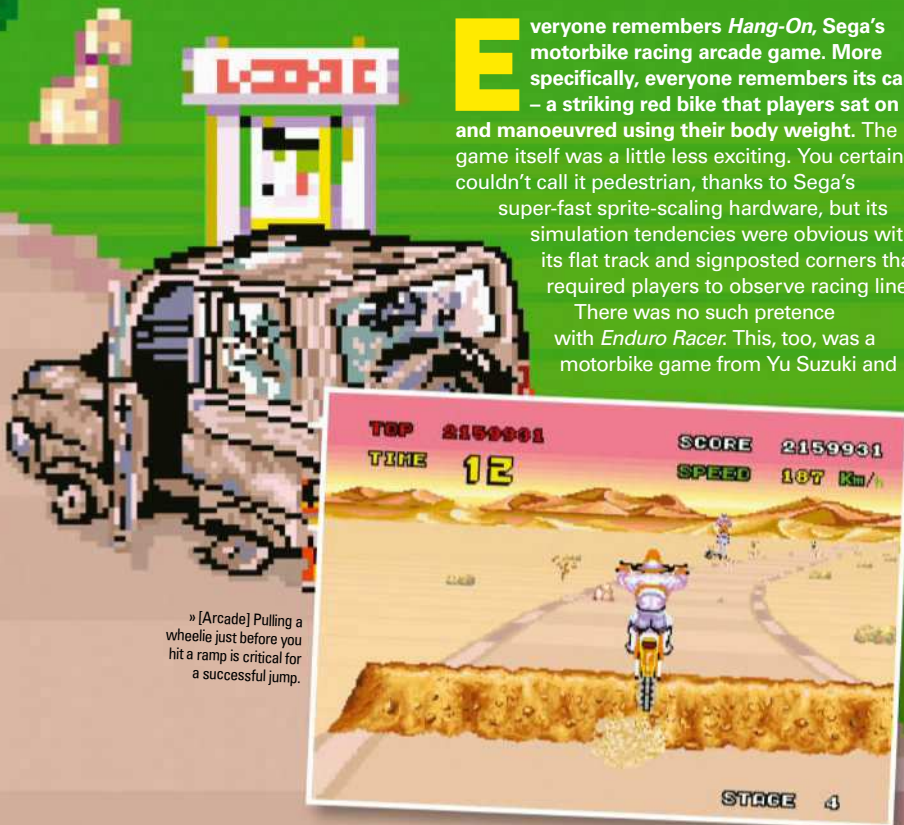 Everyone remembers Hang-On, Sega's
motorbike racing arcade game. More
specifically, everyone remembers its ca
– a striking red bike that players sat on
and manoeuvred using their body weight. The
game itself was a little less exciting. You certain
couldn't call it pedestrian, thanks to Sega's
super-fast sprite-scaling hardware, but its
simulation tendencies were obvious wit
its flat track and signposted corners tha
required players to observe racing line
There was no such pretence
with Enduro Racer. This, too, was a
motorbike game from Yu Suzuki and
» [Arcade] Pulling a
wheelie just before you
hit a ramp is critical for
a successful jump.
TOP 2159931 SCORE 2159931
TIME 12 SPEED 187 Km/h
STAGE 4